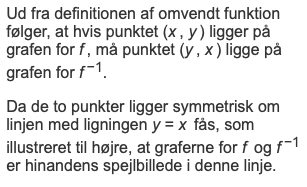 Ud fra definitionen af omvendt funktion
følger, at hvis punktet (x , y ) ligger på
grafen for f , må punktet (y , x ) ligge på
grafen for f⁻¹.
Da de to punkter ligger symmetrisk om
linjen med ligningen y = x fås, som
illustreret til højre, at graferne for f og f⁻¹
er hinandens spejlbillede i denne linje.